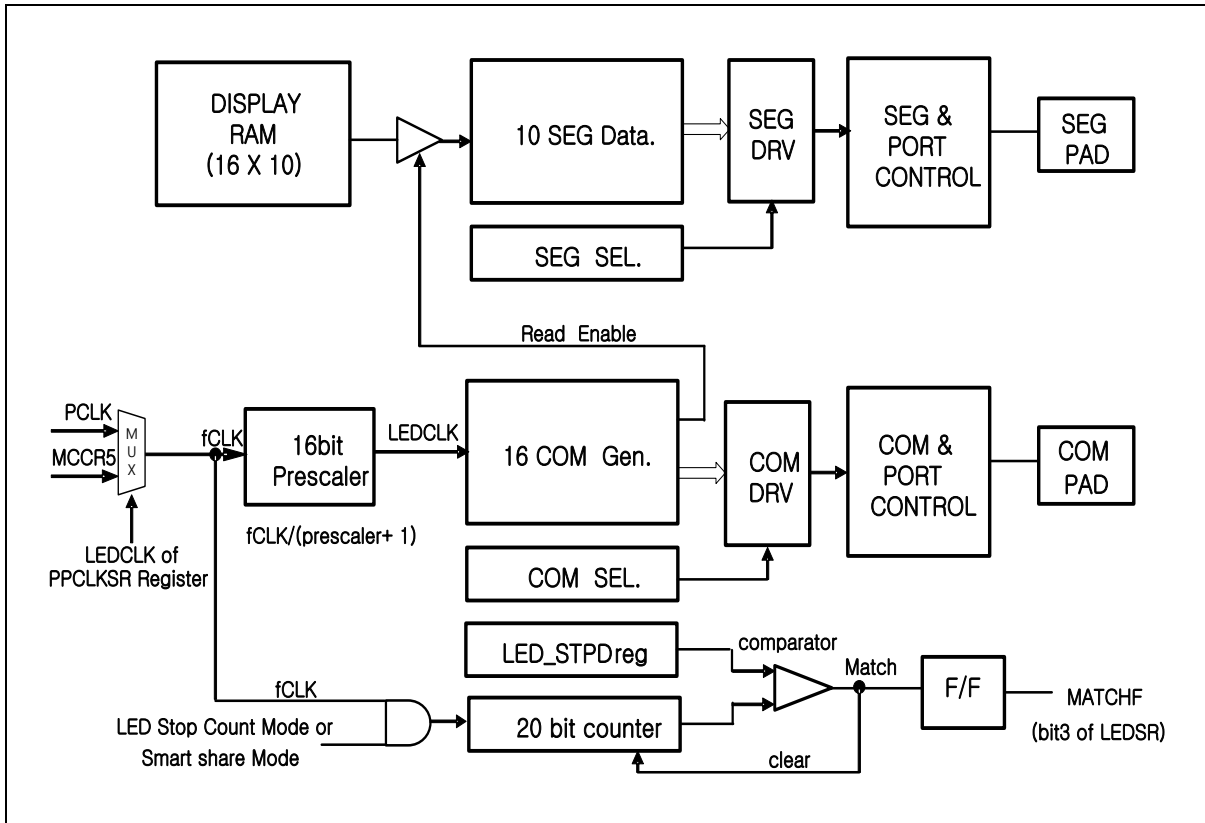 DISPLAY
RAM
(16 X 10)
10 SEG Data.
SEG
DRV
SEG &
PORT
CONTROL
SEG
PAD
SEG SEL.
Read Enable
PCLK
MCCR5
MUX
fCLK
16bit
Prescaler
fCLK/(prescaler+ 1)
LEDCLK
16 COM Gen.
COM
DRV
COM &
PORT
CONTROL
COM
PAD
LEDCLK of
PPCLKSR Register
COM SEL.
LED_STPDreg
comparator
Match
F/F
MATCHF
(bit3 of LEDSR)
fCLK
LED Stop Count Mode or
Smart share Mode
20 bit counter
clear